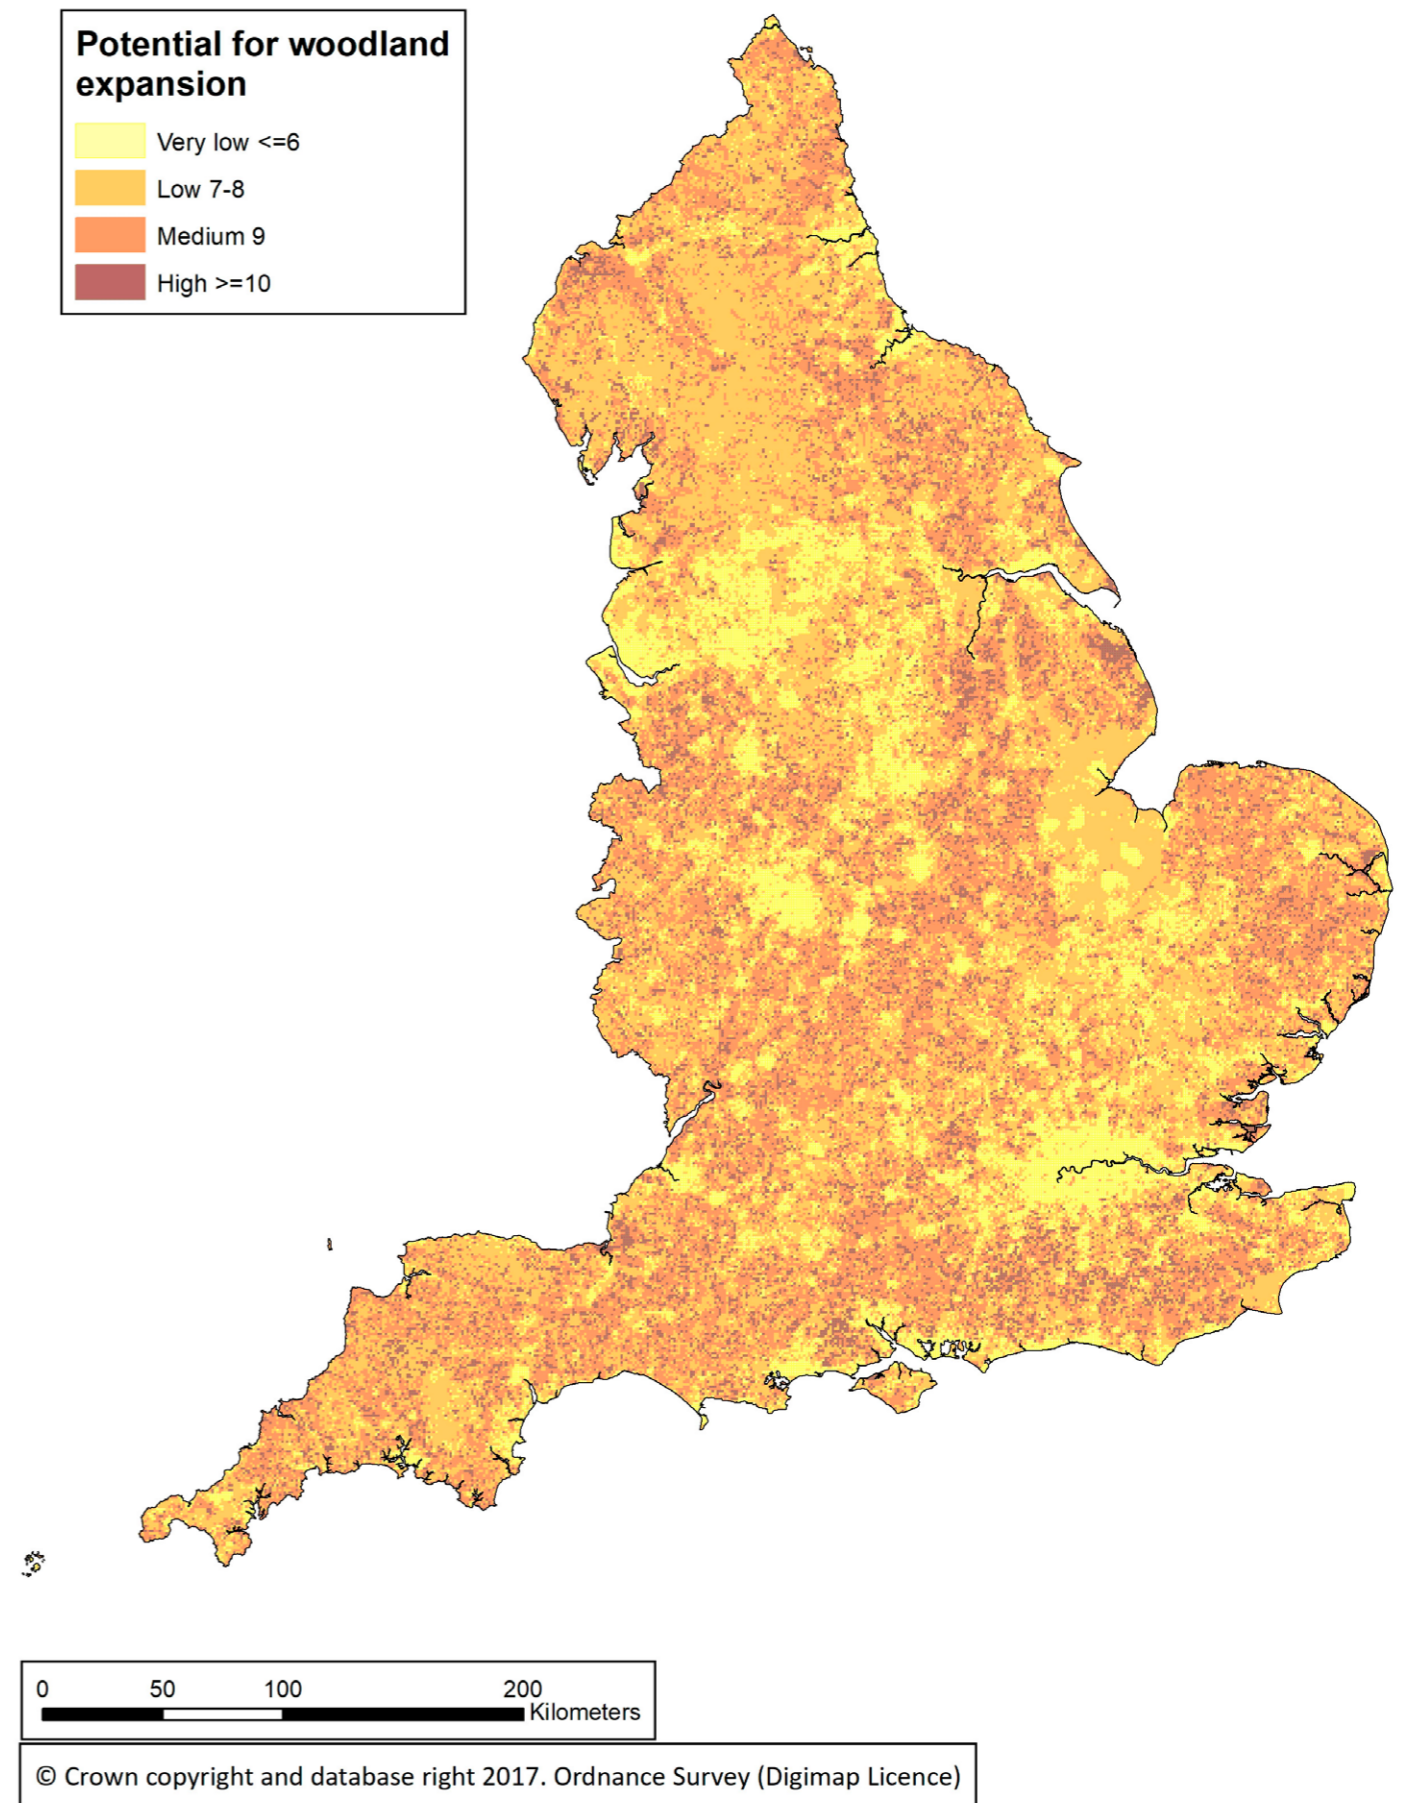 Potential for woodland
expansion
Very low <=6
Low 7-8
Medium 9
High >=10
0 50 100 200
Kilometers
© Crown copyright and database right 2017. Ordnance Survey (Digimap Licence)